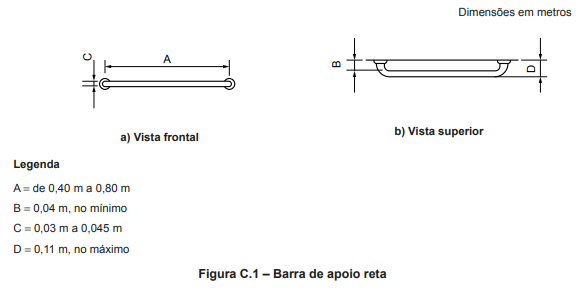 Dimensões em metros
C
A
B
D
a) Vista frontal
b) Vista superior
Legenda
A = de 0,40 m a 0,80 m
B = 0,04 m, no mínimo
C = 0,03 m a 0,045 m
D = 0,11 m, no máximo
Figura C.1 – Barra de apoio reta